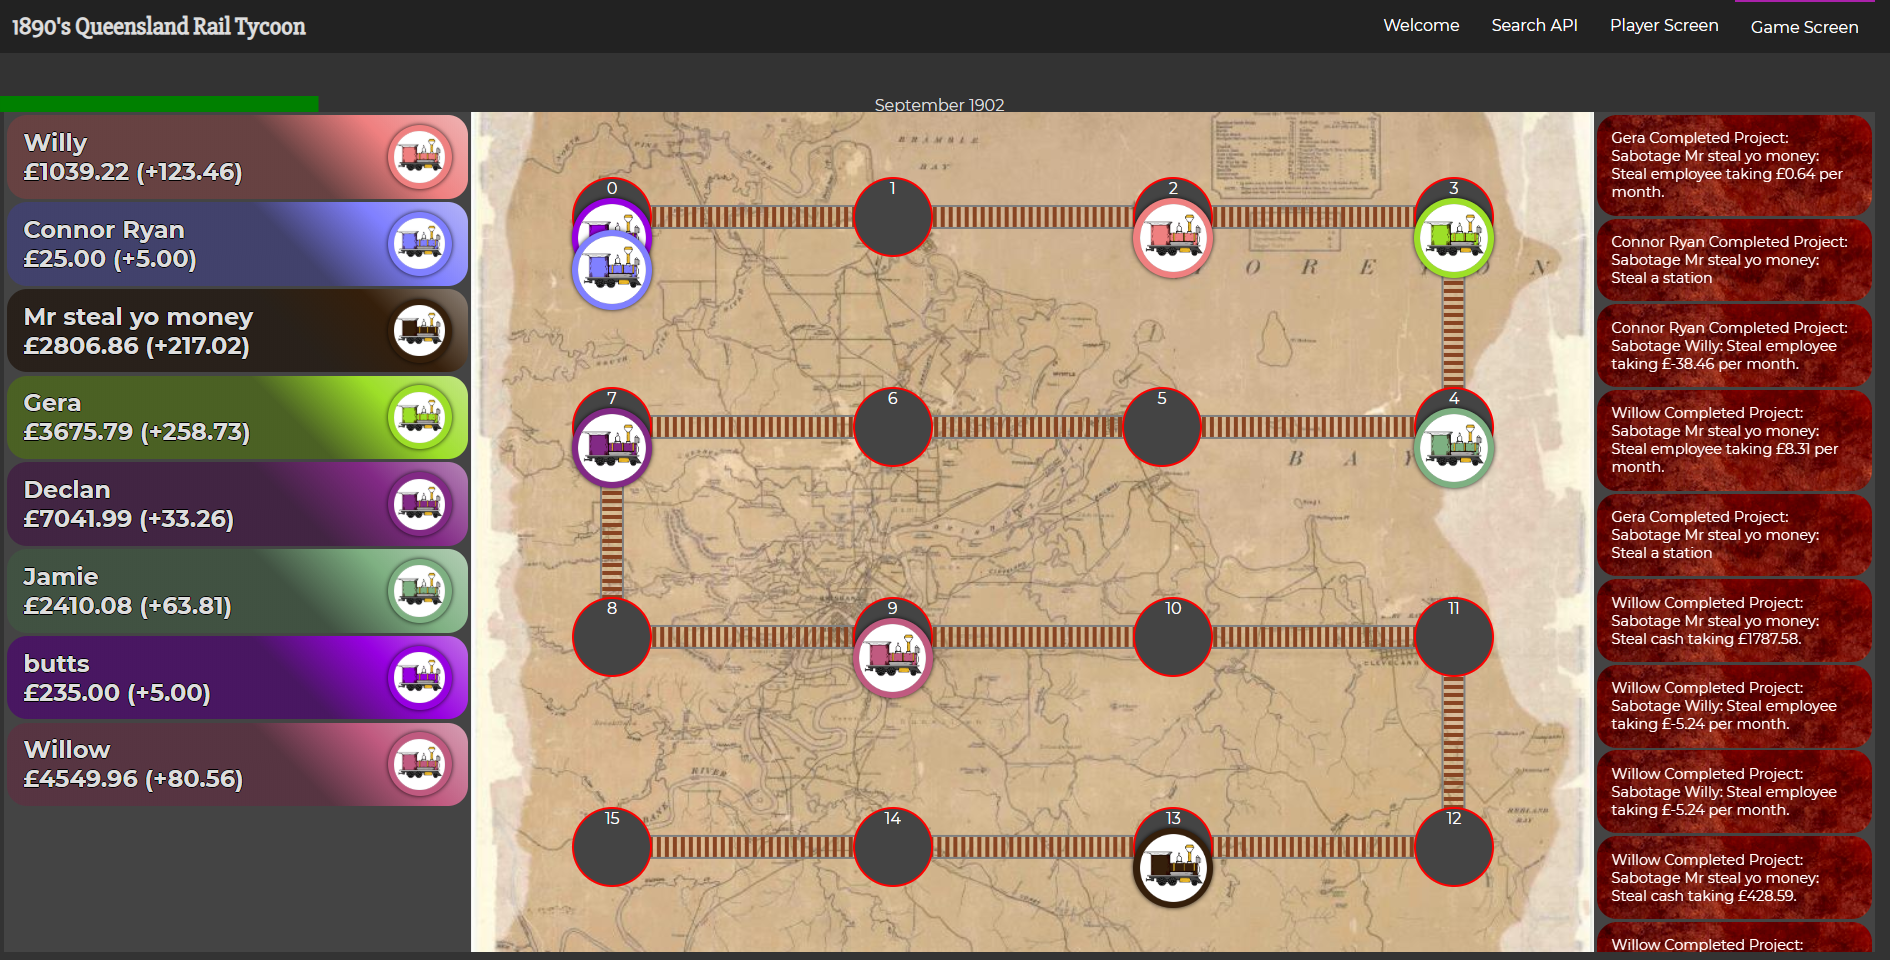 1890's Queensland Rail Tycoon
Welcome
Search API
Player Screen
Game Screen
September 1902
Willy
£1039.22 (+123.46)
Connor Ryan
£25.00 (+5.00)
Mr steal yo money
£2806.86 (+217.02)
Gera
£3675.79 (+258.73)
Declan
£7041.99 (+33.26)
Jamie
£2410.08 (+63.81)
butts
£235.00 (+5.00)
Willow
£4549.96 (+80.56)
BRAMBLE
BAY
0
1
2
3
7
6
5
4
BAY
8
9
10
11
CLEVELAND
RIVER
REDLAND
BAY
15
14
13
12
Gera Completed Project:
Sabotage Mr steal yo money:
Steal employee taking £0.64 per
month.
Connor Ryan Completed Project:
Sabotage Mr steal yo money:
Steal a station
Connor Ryan Completed Project:
Sabotage Willy: Steal employee
taking £-38.46 per month.
Willow Completed Project:
Sabotage Mr steal yo money:
Steal employee taking £8.31 per
month.
Gera Completed Project:
Sabotage Mr steal yo money:
Steal a station
Willow Completed Project:
Sabotage Mr steal yo money:
Steal cash taking £1787.58.
Willow Completed Project:
Sabotage Willy: Steal employee
taking £-5.24 per month.
Willow Completed Project:
Sabotage Willy: Steal employee
taking £-5.24 per month.
Willow Completed Project:
Sabotage Mr steal yo money:
Steal cash taking £428.59.
Willow Completed Project: